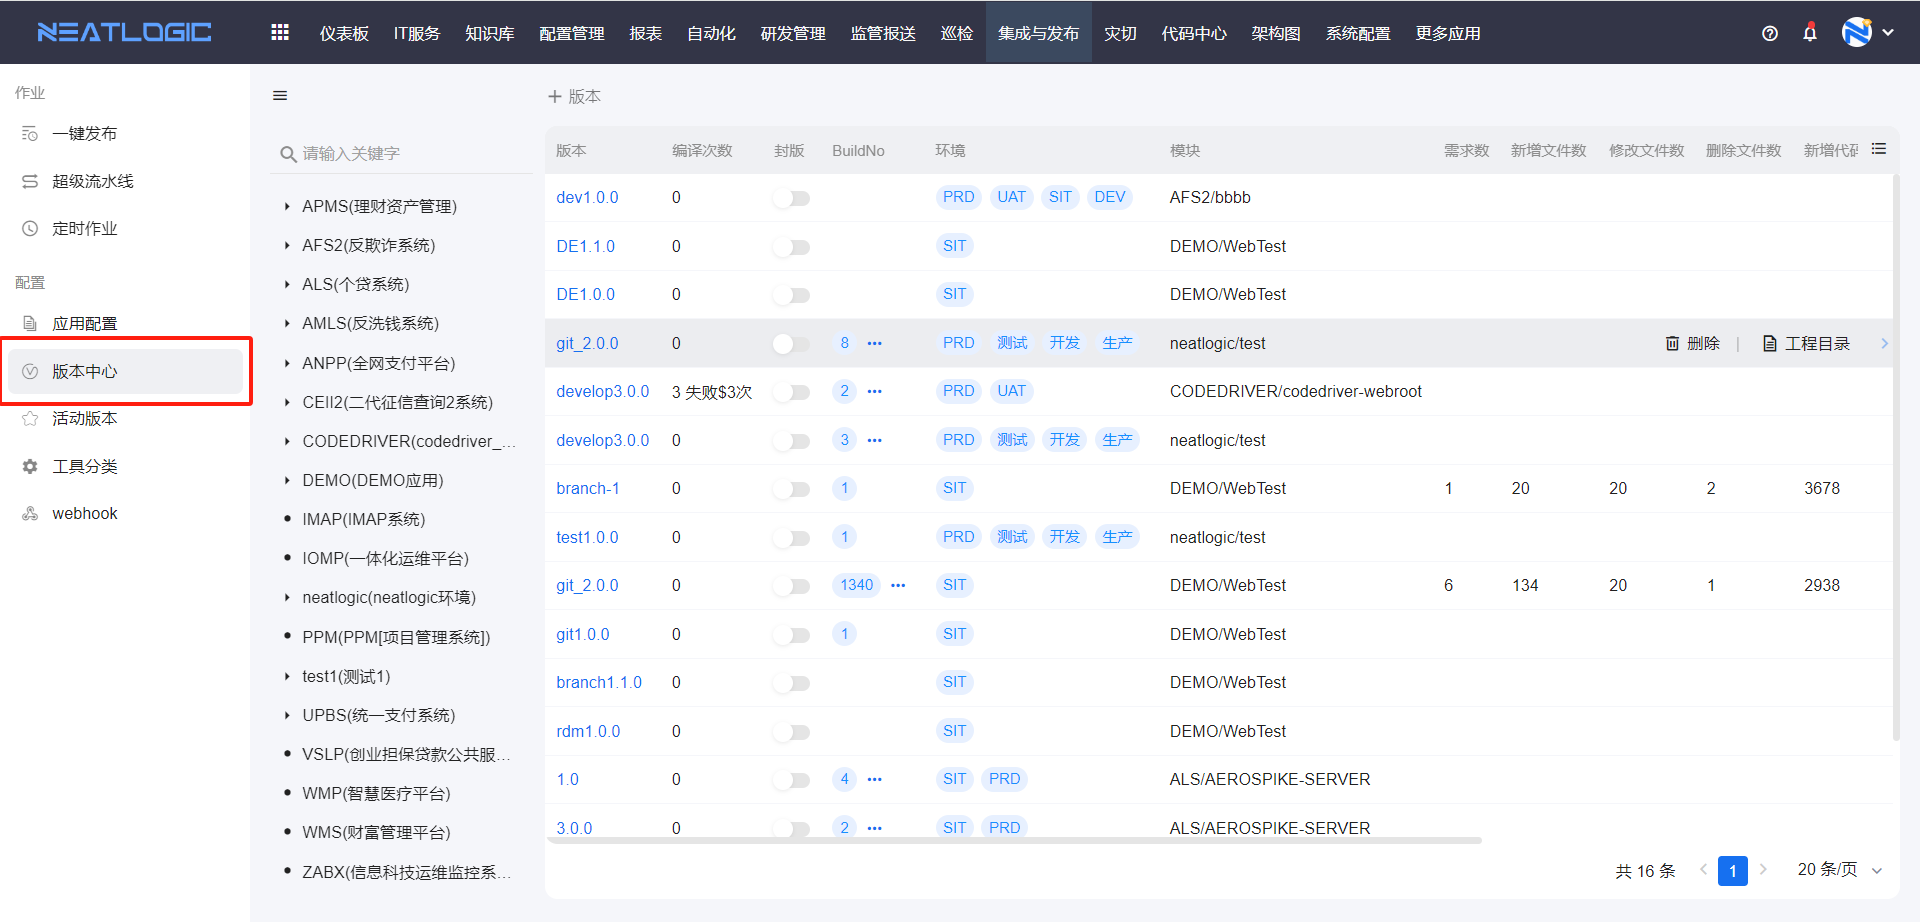 NEATLOGIC 仪表板 IT服务 知识库 配置管理 报表 自动化 研发管理 监管报送 巡检 集成与发布 灾切 代码中心 架构图 系统配置 更多应用
作业
一键发布
超级流水线
定时作业
配置
应用配置
版本中心
活动版本
工具分类
webhook
请输入关键字
APMS(理财资产管理)
AFS2(反欺诈系统)
ALS(个贷系统)
AMLS(反洗钱系统)
ANPP(全网支付平台)
CEII2(二代征信查询2系统)
CODEDRIVER(codedriver_...
DEMO(DEMO应用)
IMAP(IMAP系统)
IOMP(一体化运维平台)
neatlogic(neatlogic环境)
PPM(PPM[项目管理系统])
test1(测试1)
UPBS(统一支付系统)
VSLP(创业担保贷款公共服...
WMP(智慧医疗平台)
WMS(财富管理平台)
ZABX(信息科技运维监控系...
版本
版本 编译次数 封版 BuildNo 环境 模块 需求数 新增文件数 修改文件数 删除文件数 新增代码
dev1.0.0 0 PRD UAT SIT DEV AFS2/bbbb
DE1.1.0 0 SIT DEMO/WebTest
DE1.0.0 0 SIT DEMO/WebTest
git_2.0.0 0 8 ••• PRD 测试 开发 生产 neatlogic/test 删除 | 工程目录
develop3.0.0 3 失败$3次 2 ••• PRD UAT CODEDRIVER/codedriver-webroot
develop3.0.0 0 3 ••• PRD 测试 开发 生产 neatlogic/test
branch-1 0 1 SIT DEMO/WebTest 1 20 20 2 3678
test1.0.0 0 1 PRD 测试 开发 生产 neatlogic/test
git_2.0.0 0 1340 ••• SIT DEMO/WebTest 6 134 20 1 2938
git1.0.0 0 1 SIT DEMO/WebTest
branch1.1.0 0 SIT DEMO/WebTest
rdm1.0.0 0 SIT DEMO/WebTest
1.0 0 4 ••• SIT PRD ALS/AEROSPIKE-SERVER
3.0.0 0 2 ••• SIT PRD ALS/AEROSPIKE-SERVER
共 16 条 1 20 条/页